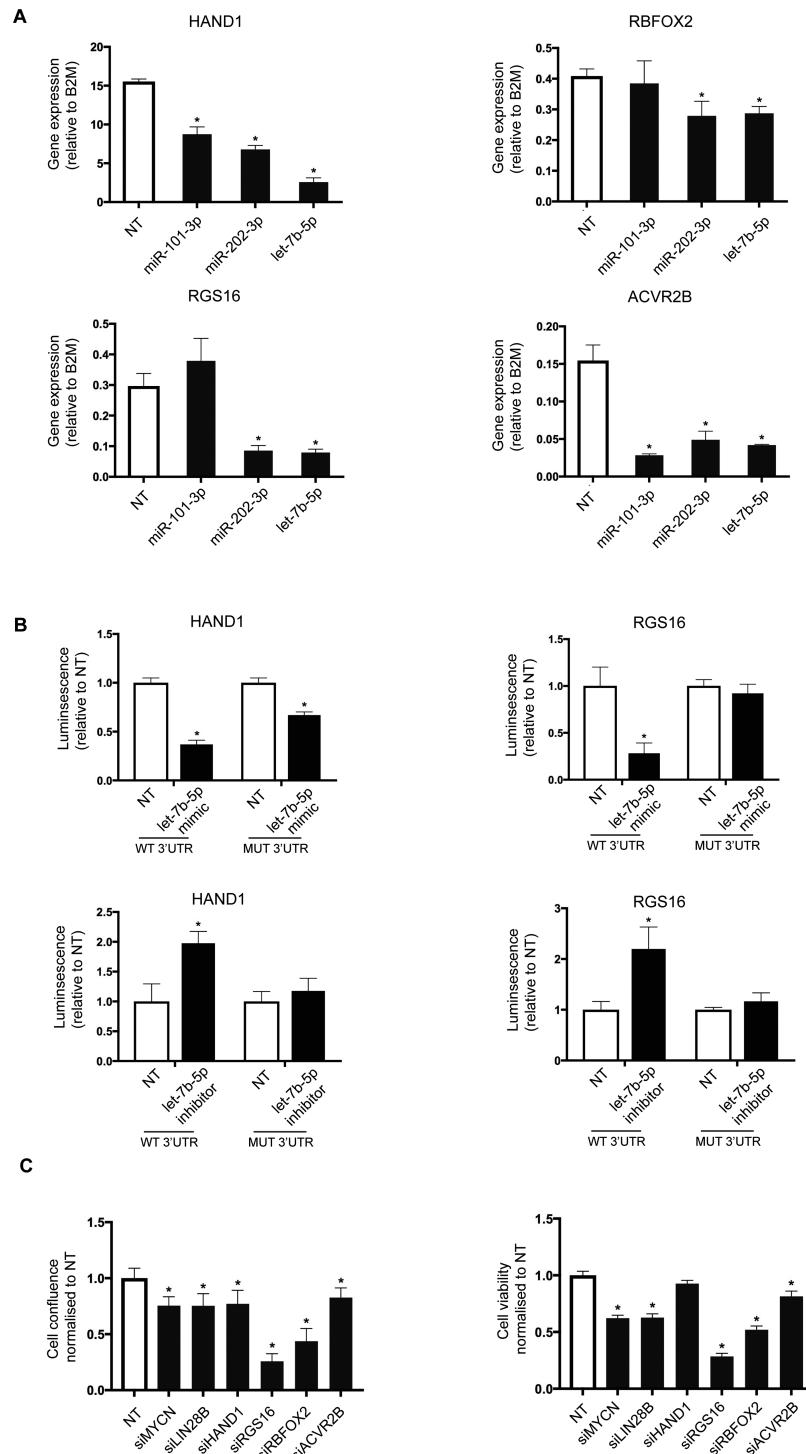 A
HAND1
Gene expression
(relative to B2M)
20
15
10
5
0
*
*
*
NT
miR-101-3p
miR-202-3p
let-7b-5p
RBFOX2
Gene expression
(relative to B2M)
0.5
0.4
0.3
0.2
0.1
0.0
*
*
NT
miR-101-3p
miR-202-3p
let-7b-5p
RGS16
Gene expression
(relative to B2M)
0.5
0.4
0.3
0.2
0.1
0.0
*
*
NT
miR-101-3p
miR-202-3p
let-7b-5p
ACVR2B
Gene expression
(relative to B2M)
0.20
0.15
0.10
0.05
0.00
*
*
*
NT
miR-101-3p
miR-202-3p
let-7b-5p
B
HAND1
Luminsescence
(relative to NT)
1.5
1.0
0.5
0.0
*
*
NT
let-7b-5p
mimic
NT
let-7b-5p
mimic
WT 3'UTR
MUT 3'UTR
RGS16
Luminsescence
(relative to NT)
1.5
1.0
0.5
0.0
*
NT
let-7b-5p
mimic
NT
let-7b-5p
mimic
WT 3'UTR
MUT 3'UTR
HAND1
Luminsescence
(relative to NT)
2.5
2.0
1.5
1.0
0.5
0.0
*
NT
let-7b-5p
inhibitor
NT
let-7b-5p
inhibitor
WT 3'UTR
MUT 3'UTR
RGS16
Luminsescence
(relative to NT)
3
2
1
0
*
NT
let-7b-5p
inhibitor
NT
let-7b-5p
inhibitor
WT 3'UTR
MUT 3'UTR
C
Cell confluence
normalised to NT
1.5
1.0
0.5
0.0
*
*
*
*
*
*
NT
siMYCN
siLIN28B
siHAND1
siRGS16
siRBFOX2
siACVR2B
Cell viability
normalised to NT
1.5
1.0
0.5
0.0
*
*
*
*
*
NT
siMYCN
siLIN28B
siHAND1
siRGS16
siRBFOX2
siACVR2B